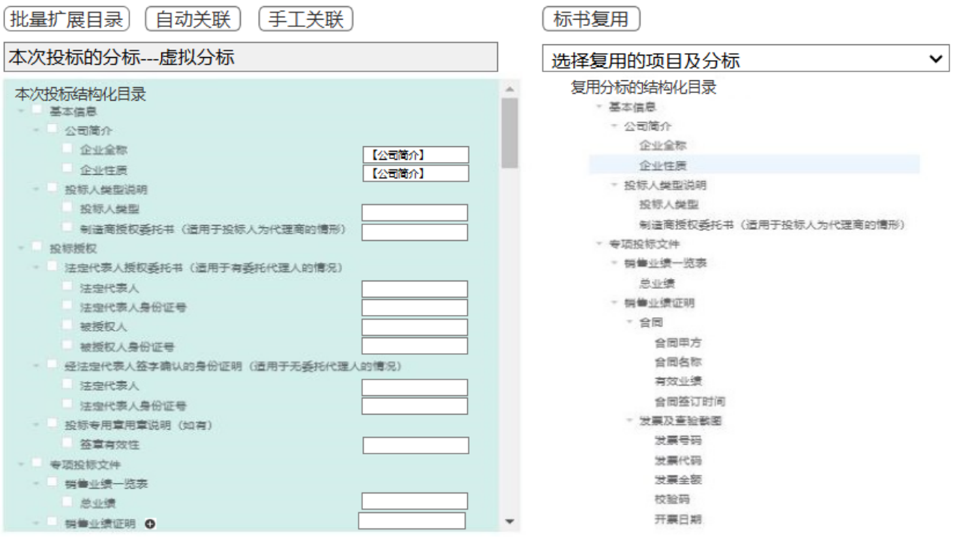 批量扩展目录 自动关联 手工关联
本次投标的分标---虚拟分标
本次投标结构化目录
基本信息
公司简介
企业全称 【公司简介】
企业性质 【公司简介】
投标人类型说明
投标人类型
制造商授权委托书（适用于投标人为代理商的情形）
投标授权
法定代表人授权委托书（适用于有委托代理人的情况）
法定代表人
法定代表人身份证号
被授权人
被授权人身份证号
经法定代表人签字确认的身份证明（适用于无委托代理人的情况）
法定代表人
法定代表人身份证号
投标专用章用章说明（如有）
签章有效性
专项投标文件
销售业绩一览表
总业绩
销售业绩证明
标书复用
选择复用的项目及分标
复用分标的结构化目录
基本信息
公司简介
企业全称
企业性质
投标人类型说明
投标人类型
制造商授权委托书（适用于投标人为代理商的情形）
专项投标文件
销售业绩一览表
总业绩
销售业绩证明
合同
合同甲方
合同名称
有效业绩
合同签订时间
发票及查验截图
发票号码
发票代码
发票金额
校验码
开票日期